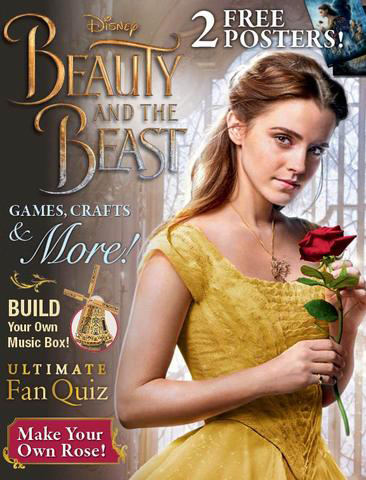 Disney
BEAUTY
AND THE
BEAST
2 FREE
POSTERS!
GAMES, CRAFTS
& More!
BUILD
Your Own
Music Box!
ULTIMATE
Fan Quiz
Make Your
Own Rose!